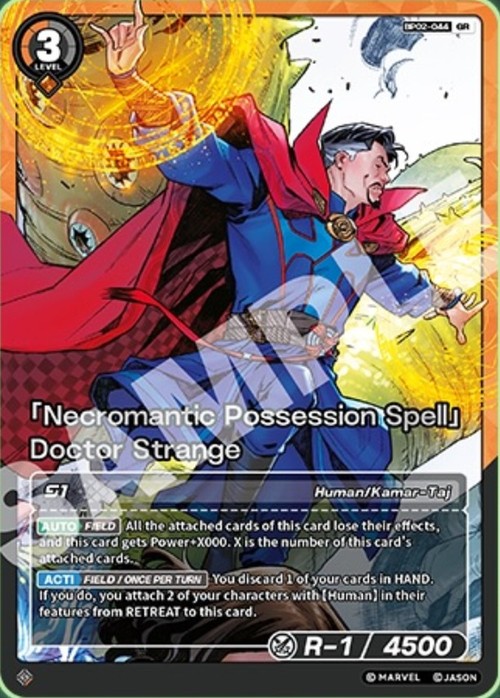 3
LEVEL
BP02-044 GR
SAMPLE
「Necromantic Possession Spell」
Doctor Strange
S1
Human/Kamar-Taj
AUTO FIELD All the attached cards of this card lose their effects,
and this card gets Power+X000. X is the number of this card's
attached cards.
ACTI FIELD / ONCE PER TURN You discard 1 of your cards in HAND.
If you do, you attach 2 of your characters with [Human] in their
features from RETREAT to this card.
R-1 / 4500
© MARVEL ©JASON